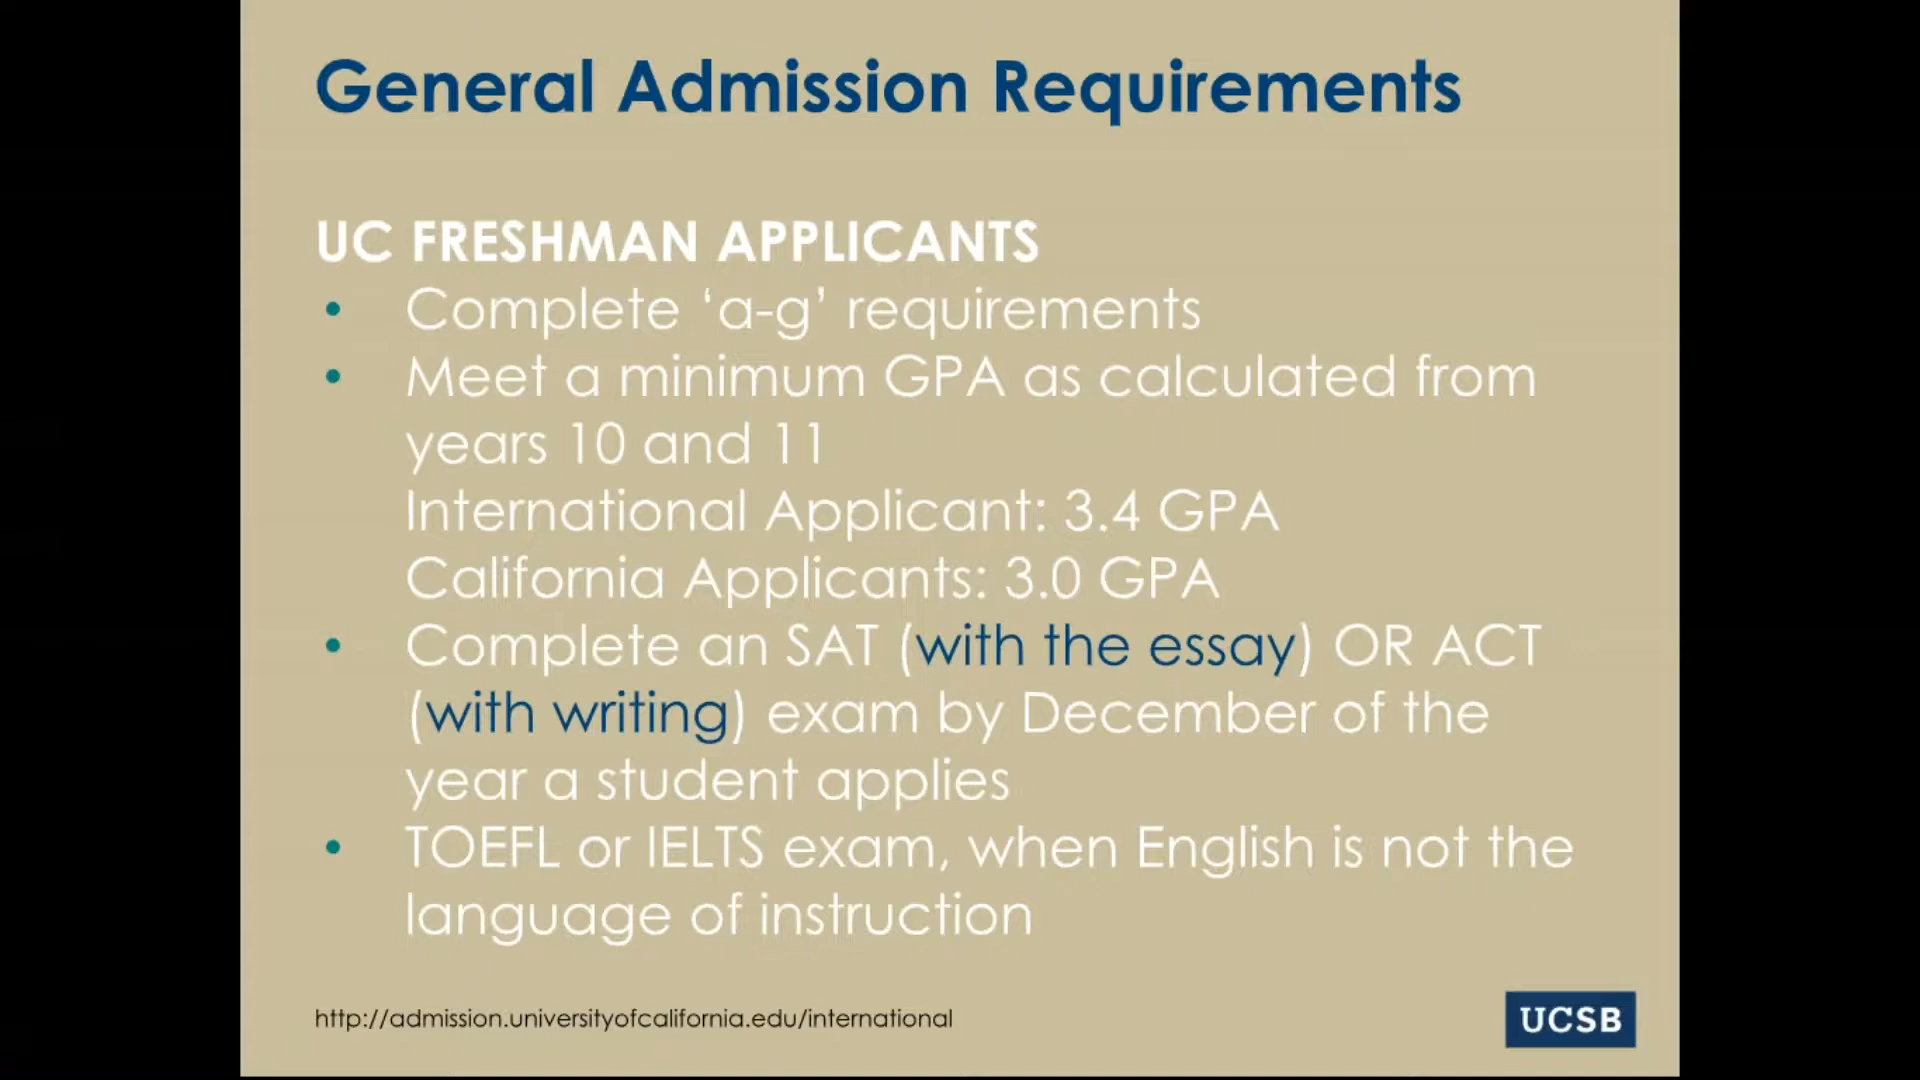 General Admission Requirements
UC FRESHMAN APPLICANTS
• Complete ‘a-g’ requirements
• Meet a minimum GPA as calculated from
years 10 and 11
International Applicant: 3.4 GPA
California Applicants: 3.0 GPA
• Complete an SAT (with the essay) OR ACT
(with writing) exam by December of the
year a student applies
• TOEFL or IELTS exam, when English is not the
language of instruction
http://admission.universityofcalifornia.edu/international
UCSB